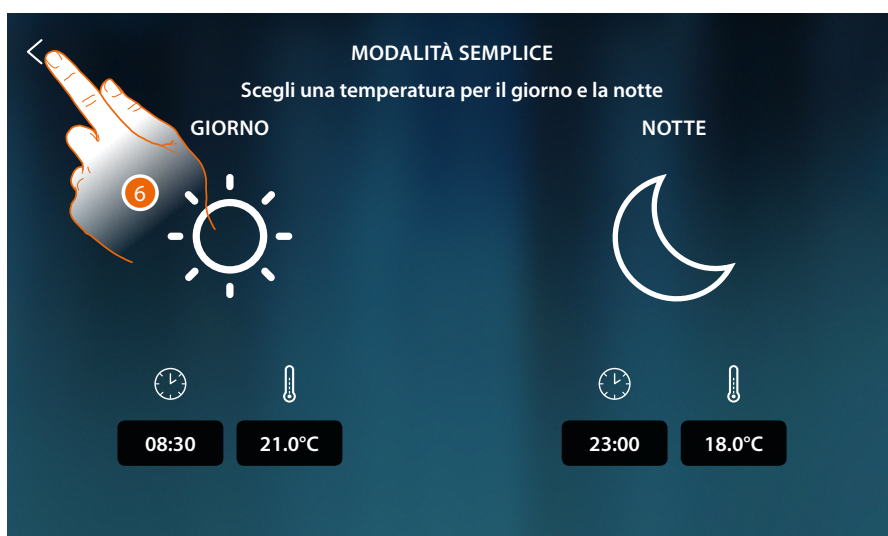 MODALITÀ SEMPLICE
Scegli una temperatura per il giorno e la notte
GIORNO
NOTTE
6
08:30
21.0°C
23:00
18.0°C